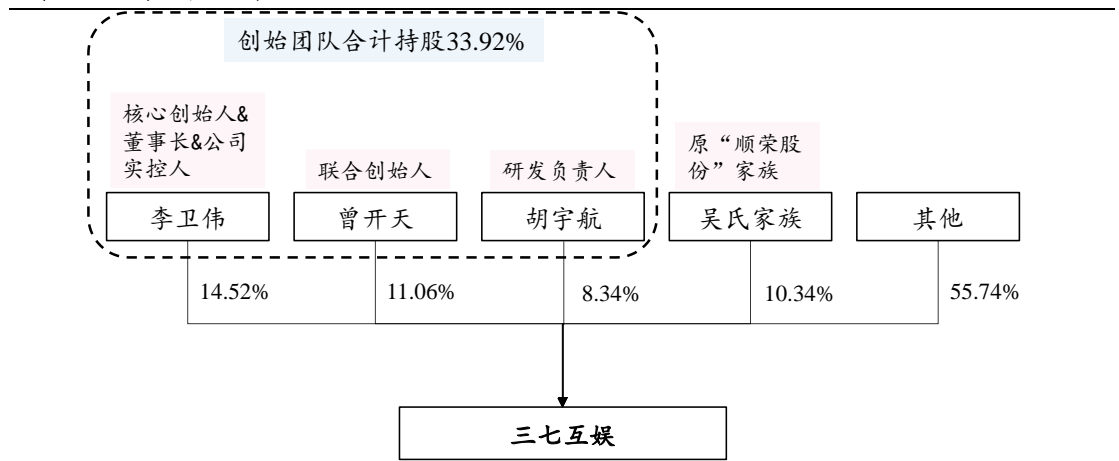 创始团队合计持股33.92%
核心创始人&
董事长&公司
实控人
联合创始人
研发负责人
原“顺荣股
份”家族
李卫伟
曾开天
胡宇航
吴氏家族
其他
14.52%
11.06%
8.34%
10.34%
55.74%
三七互娱